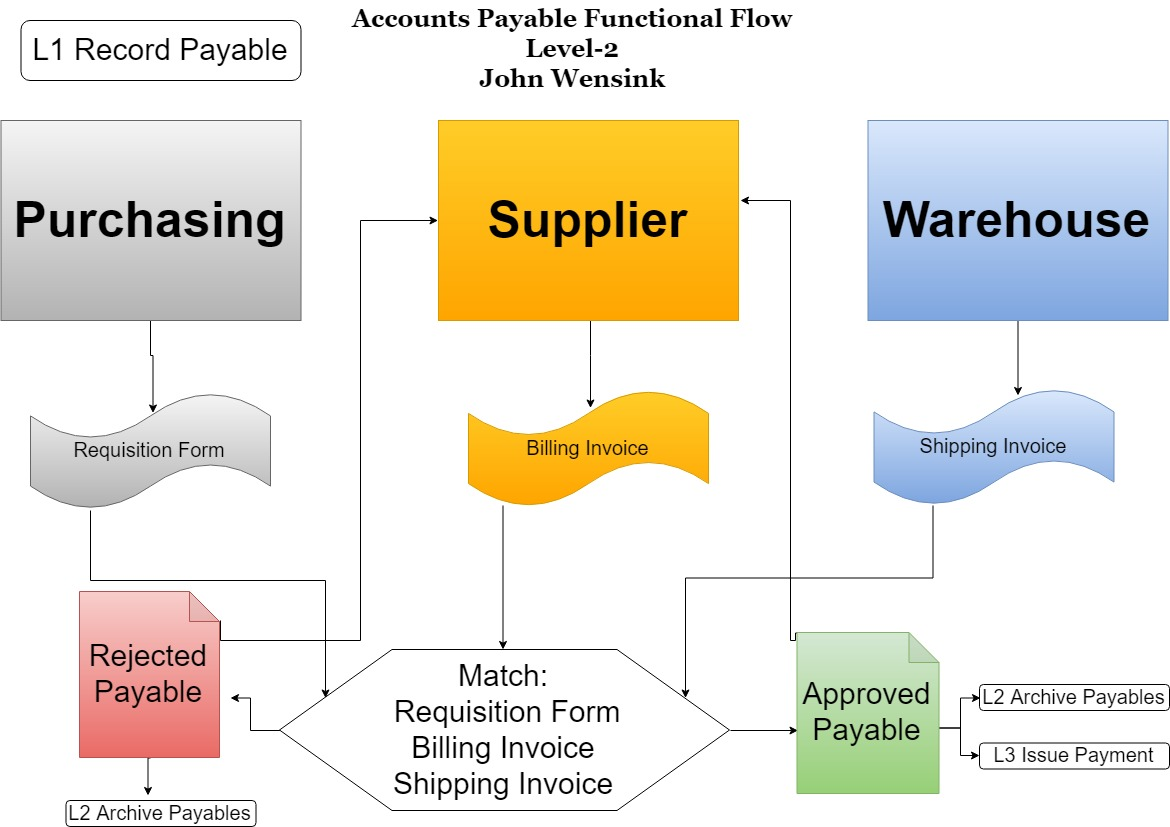 L1 Record Payable
Accounts Payable Functional Flow
Level-2
John Wensink
Purchasing
Supplier
Warehouse
Requisition Form
Billing Invoice
Shipping Invoice
Rejected
Payable
Match:
Requisition Form
Billing Invoice
Shipping Invoice
Approved
Payable
L2 Archive Payables
L3 Issue Payment
L2 Archive Payables